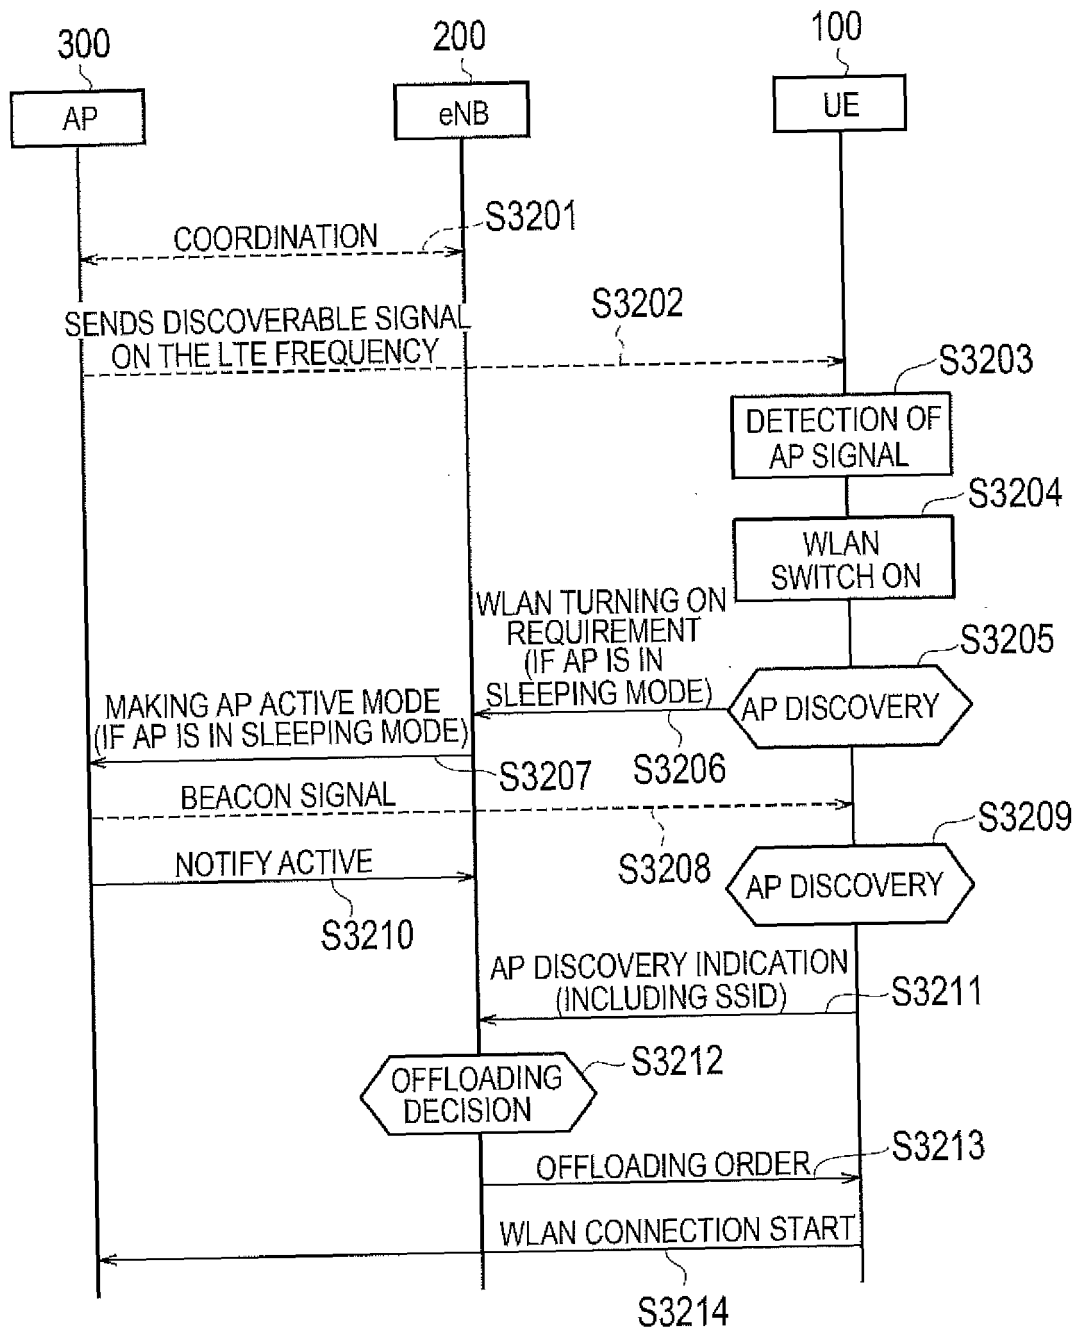 300
200
100
AP
eNB
UE
S3201
COORDINATION
SENDS DISCOVERABLE SIGNAL
ON THE LTE FREQUENCY
S3202
S3203
DETECTION OF
AP SIGNAL
S3204
WLAN
SWITCH ON
WLAN TURNING ON
REQUIREMENT
(IF AP IS IN
SLEEPING MODE)
S3205
AP DISCOVERY
S3206
MAKING AP ACTIVE MODE
(IF AP IS IN SLEEPING MODE)
S3207
BEACON SIGNAL
S3208
S3209
AP DISCOVERY
NOTIFY ACTIVE
S3210
AP DISCOVERY INDICATION
(INCLUDING SSID)
S3211
OFFLOADING
DECISION
S3212
OFFLOADING ORDER
S3213
WLAN CONNECTION START
S3214